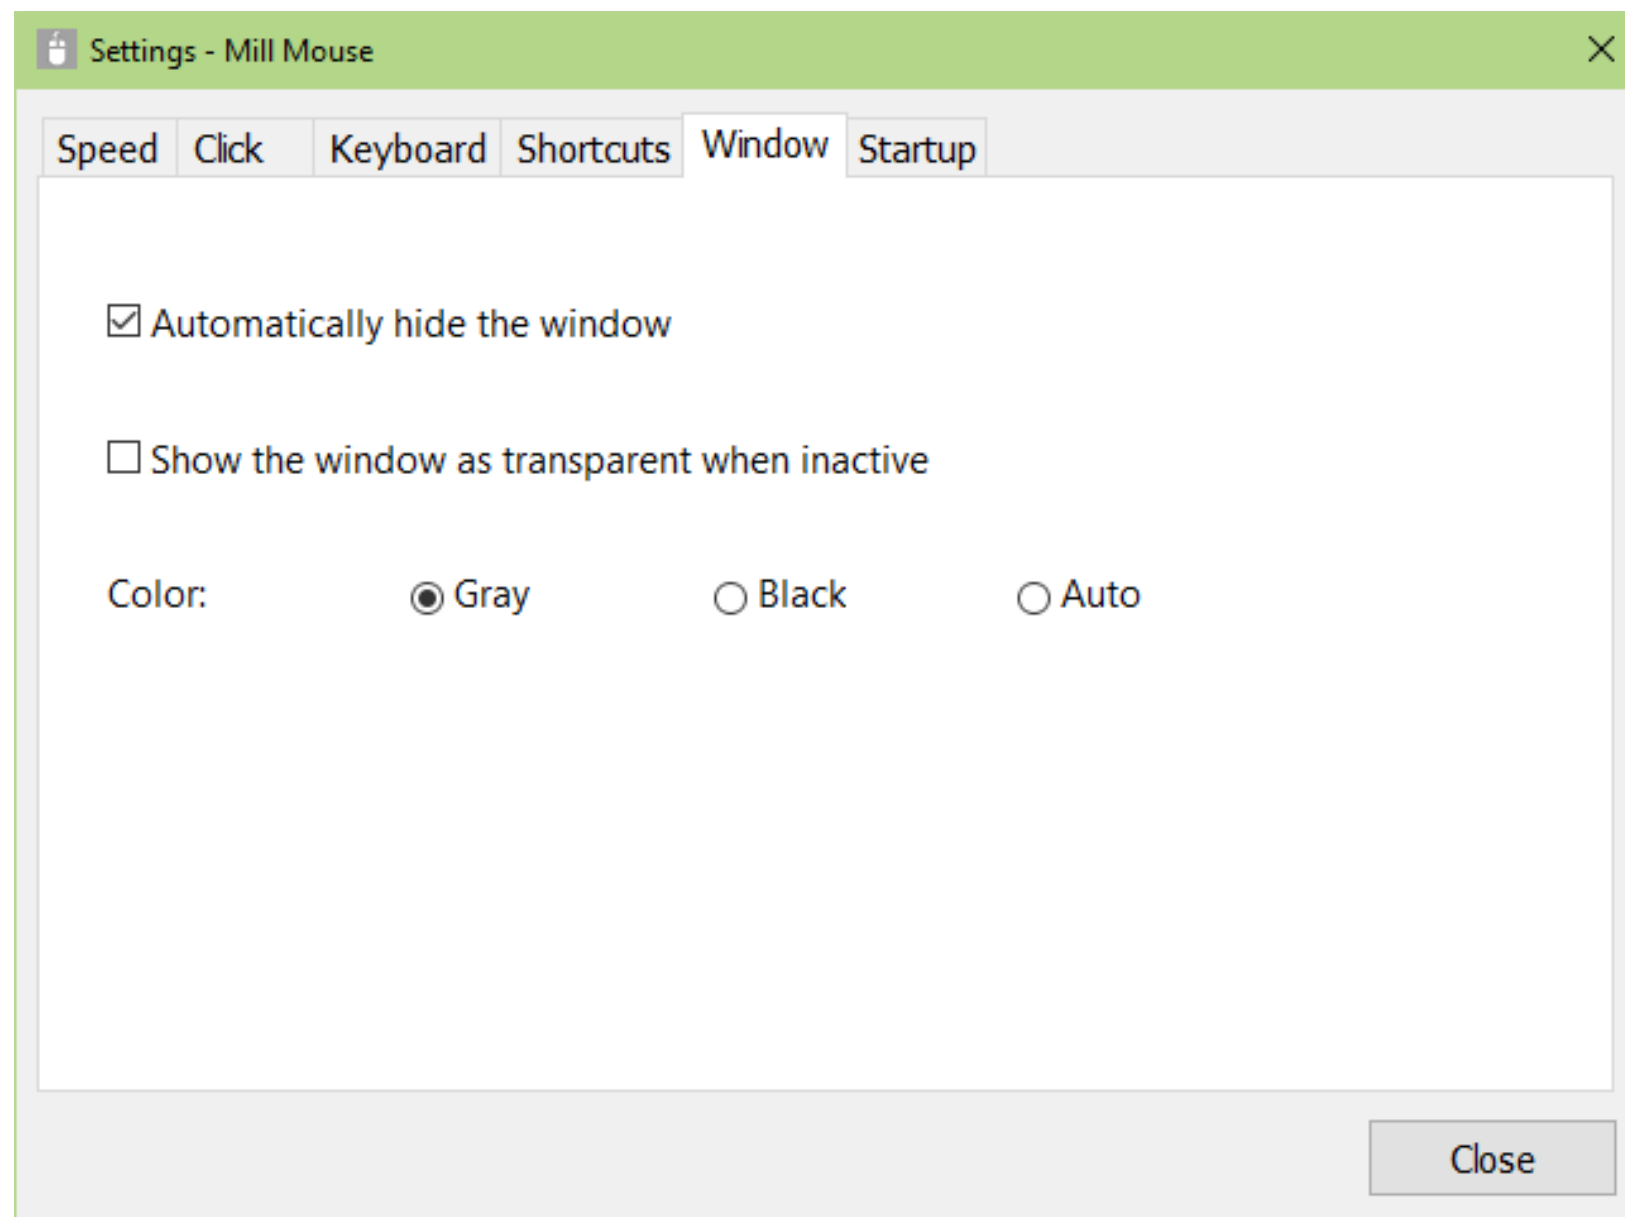 Settings - Mill Mouse
Speed Click Keyboard Shortcuts Window Startup
Automatically hide the window
Show the window as transparent when inactive
Color: Gray Black Auto
Close